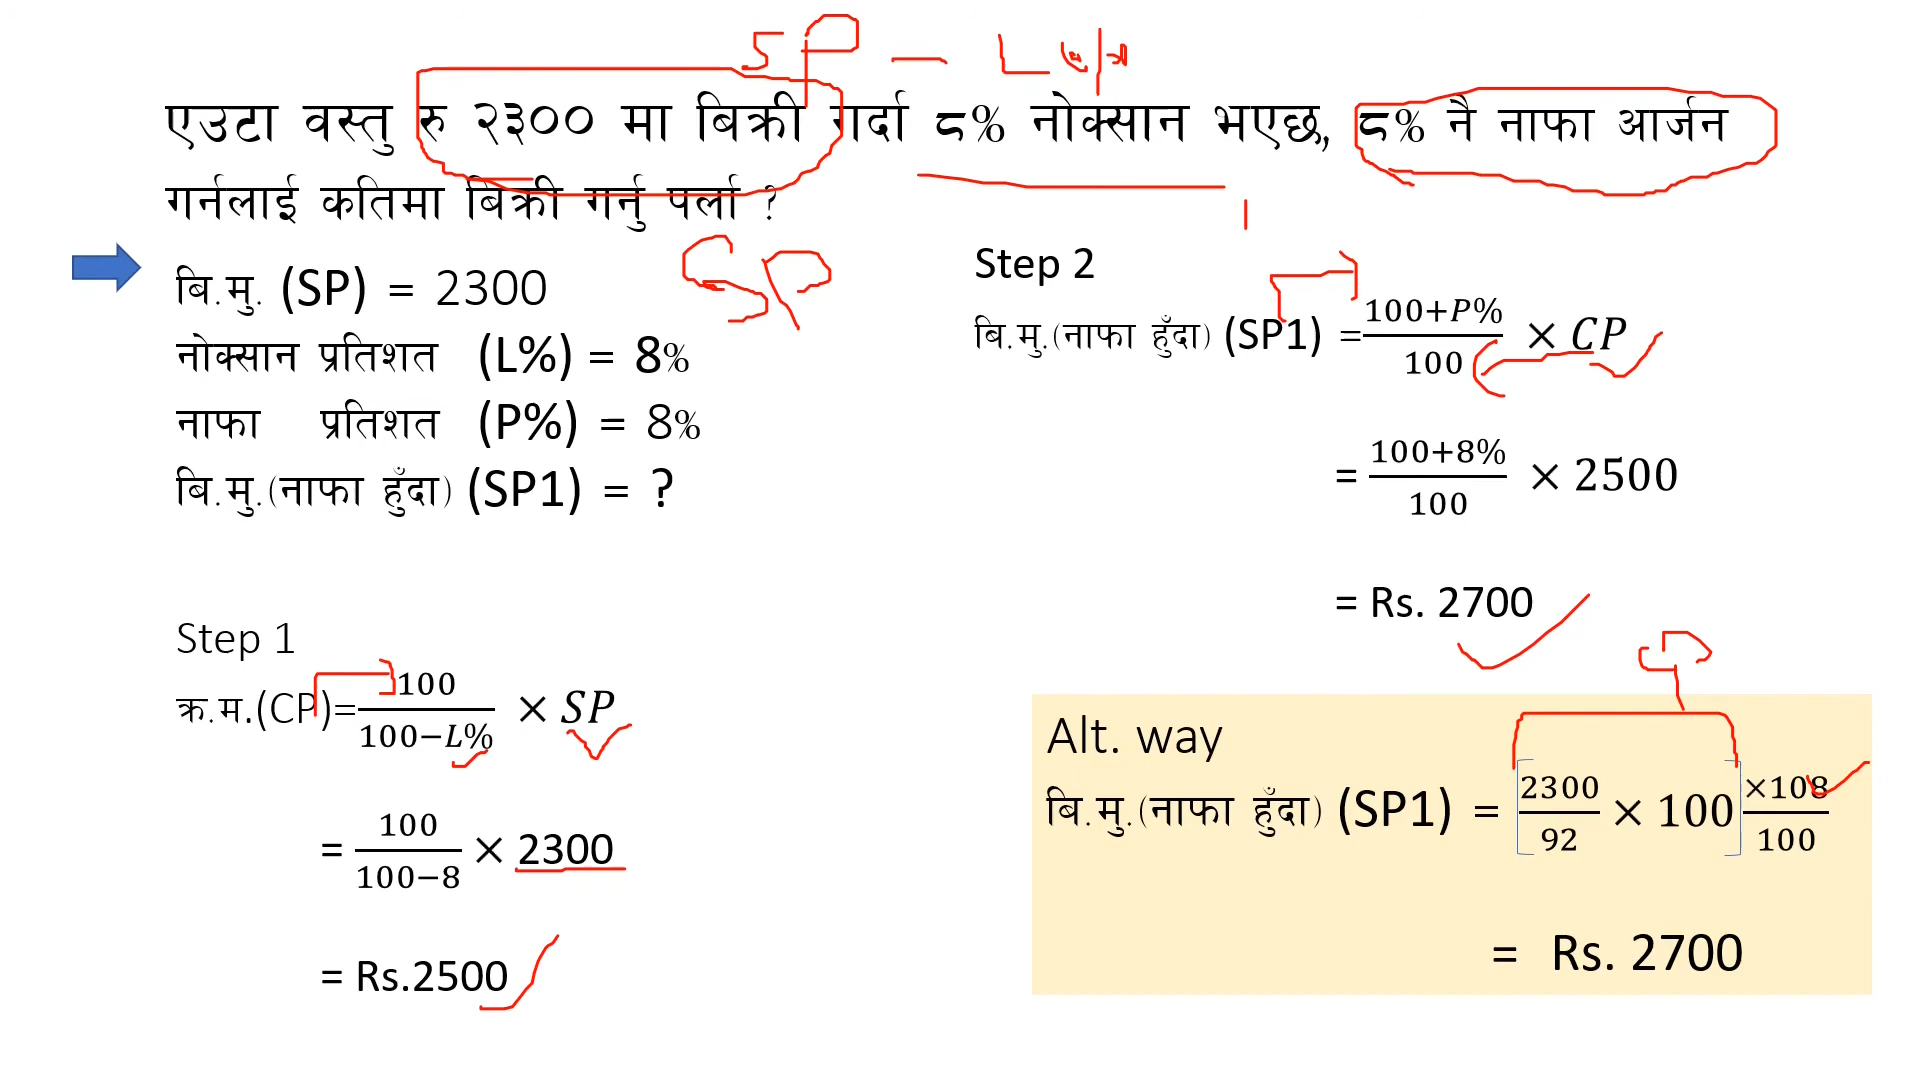 SP - L
एउटा वस्तु रु २३०० मा बिक्री गर्दा ८% नोक्सान भएछ, ८% नै नाफा आर्जन
गर्नलाई कतिमा बिक्री गर्नु पर्ला ?
SP
बि.मु. (SP) = 2300
नोक्सान प्रतिशत (L%) = 8%
नाफा प्रतिशत (P%) = 8%
बि.मु.(नाफा हुँदा) (SP1) = ?
Step 1
क्र.म.(CP)=100/(100−L%) × SP
= 100/(100−8) × 2300
= Rs.2500
Step 2
बि.मु.(नाफा हुँदा) (SP1) =(100+P%)/100 × CP
= (100+8%)/100 × 2500
= Rs. 2700
Alt. way
बि.मु.(नाफा हुँदा) (SP1) = [2300/92 × 100] ×108/100
= Rs. 2700